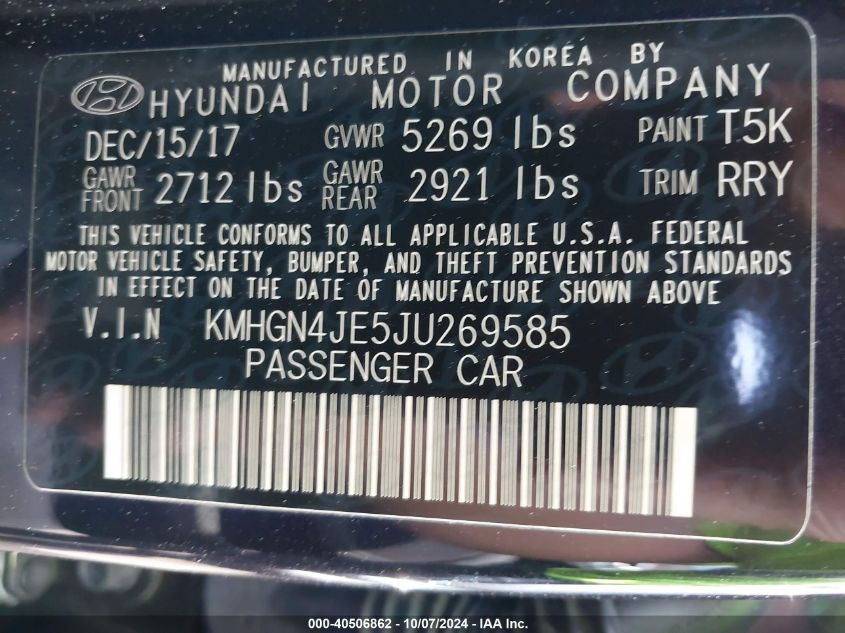 MANUFACTURED IN KOREA BY
HYUNDAI MOTOR COMPANY
DEC/15/17 GVWR 5269 lbs PAINT T5K
GAWR FRONT 2712 lbs GAWR REAR 2921 lbs TRIM RRY
THIS VEHICLE CONFORMS TO ALL APPLICABLE U.S.A. FEDERAL
MOTOR VEHICLE SAFETY, BUMPER, AND THEFT PREVENTION STANDARDS
IN EFFECT ON THE DATE OF MANUFACTURE SHOWN ABOVE
V.I.N KMHGN4JE5JU269585
PASSENGER CAR
000-40506862 - 10/07/2024 - IAA Inc.